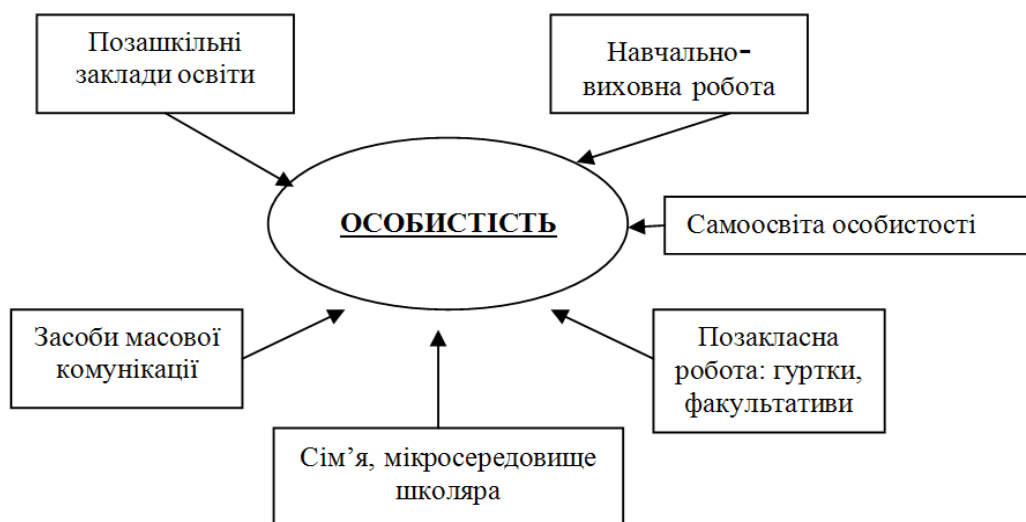 Позашкільні
заклади освіти
Навчально-
виховна робота
ОСОБИСТІСТЬ
Самоосвіта особистості
Засоби масової
комунікації
Позакласна
робота: гуртки,
факультативи
Сім’я, мікросередовище
школяра